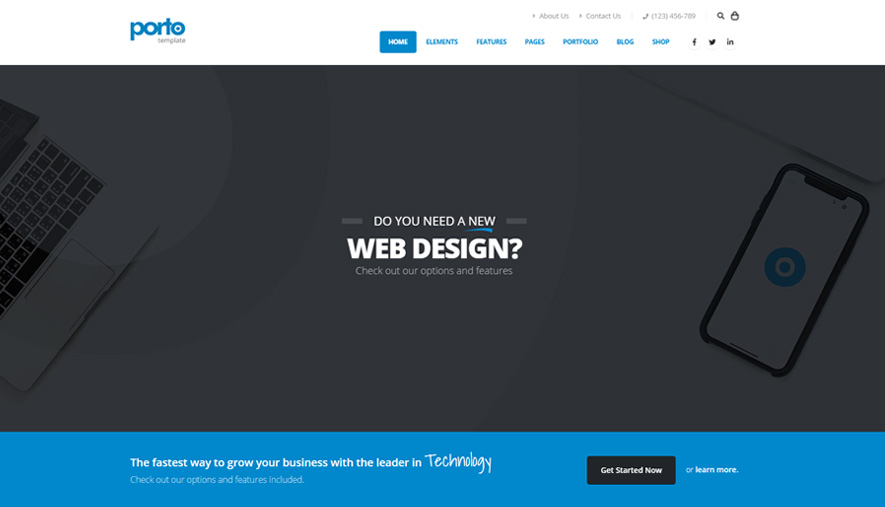 About Us Contact Us (123) 456-789
porto
template
HOME ELEMENTS FEATURES PAGES PORTFOLIO BLOG SHOP
DO YOU NEED A NEW
WEB DESIGN?
Check out our options and features
The fastest way to grow your business with the leader in Technology
Check out our options and features included.
Get Started Now
or learn more.